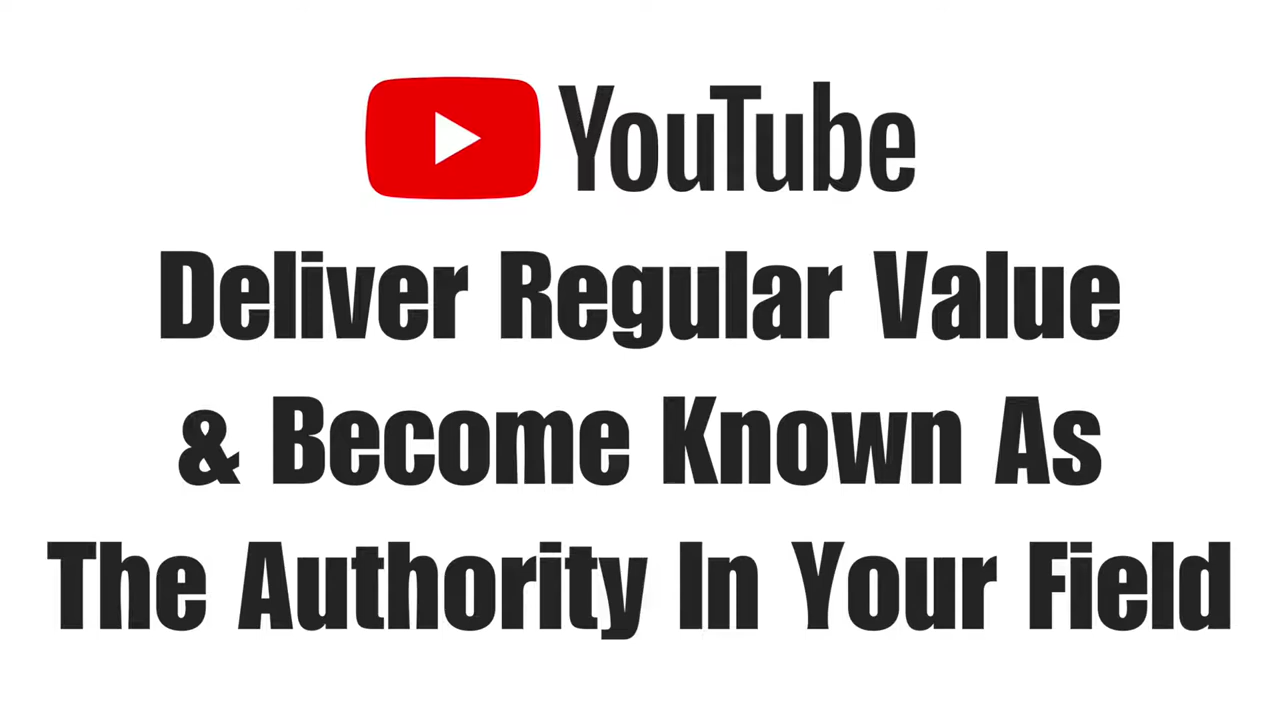 YouTube
Deliver Regular Value
& Become Known As
The Authority In Your Field